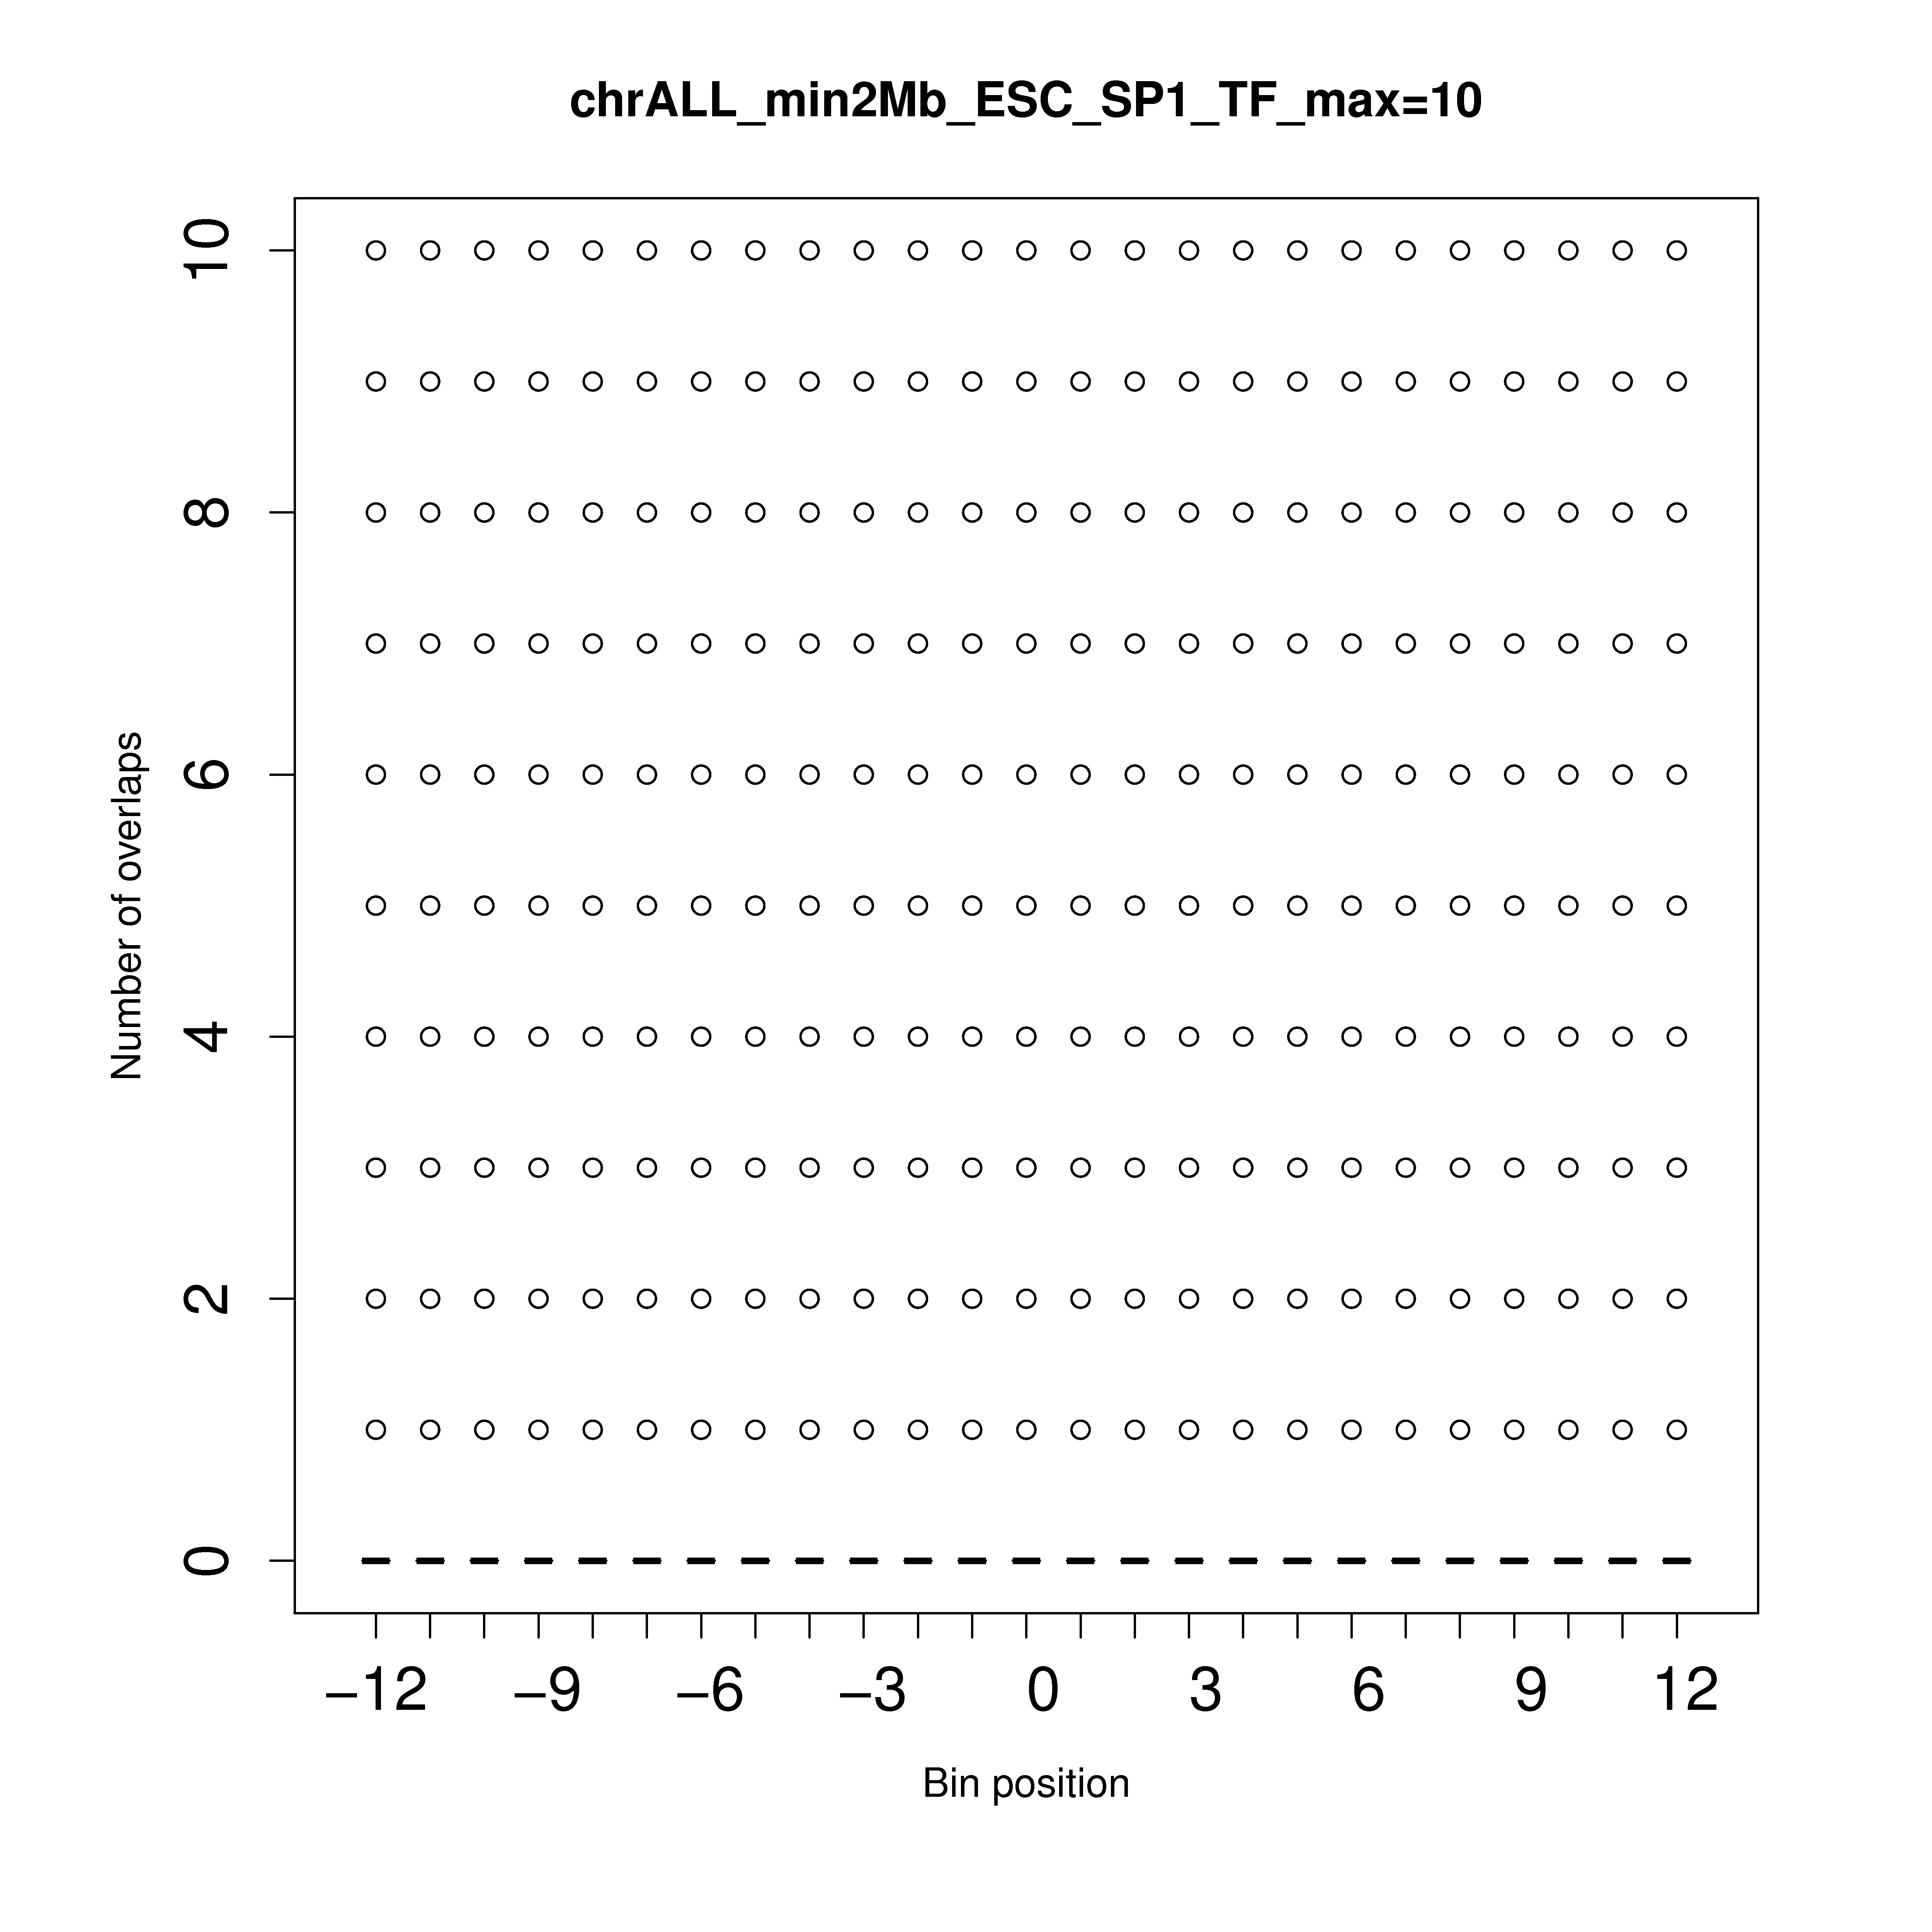 chrALL_min2Mb_ESC_SP1_TF_max=10
Number of overlaps
10
8
6
4
2
0
−12 −9 −6 −3 0 3 6 9 12
Bin position